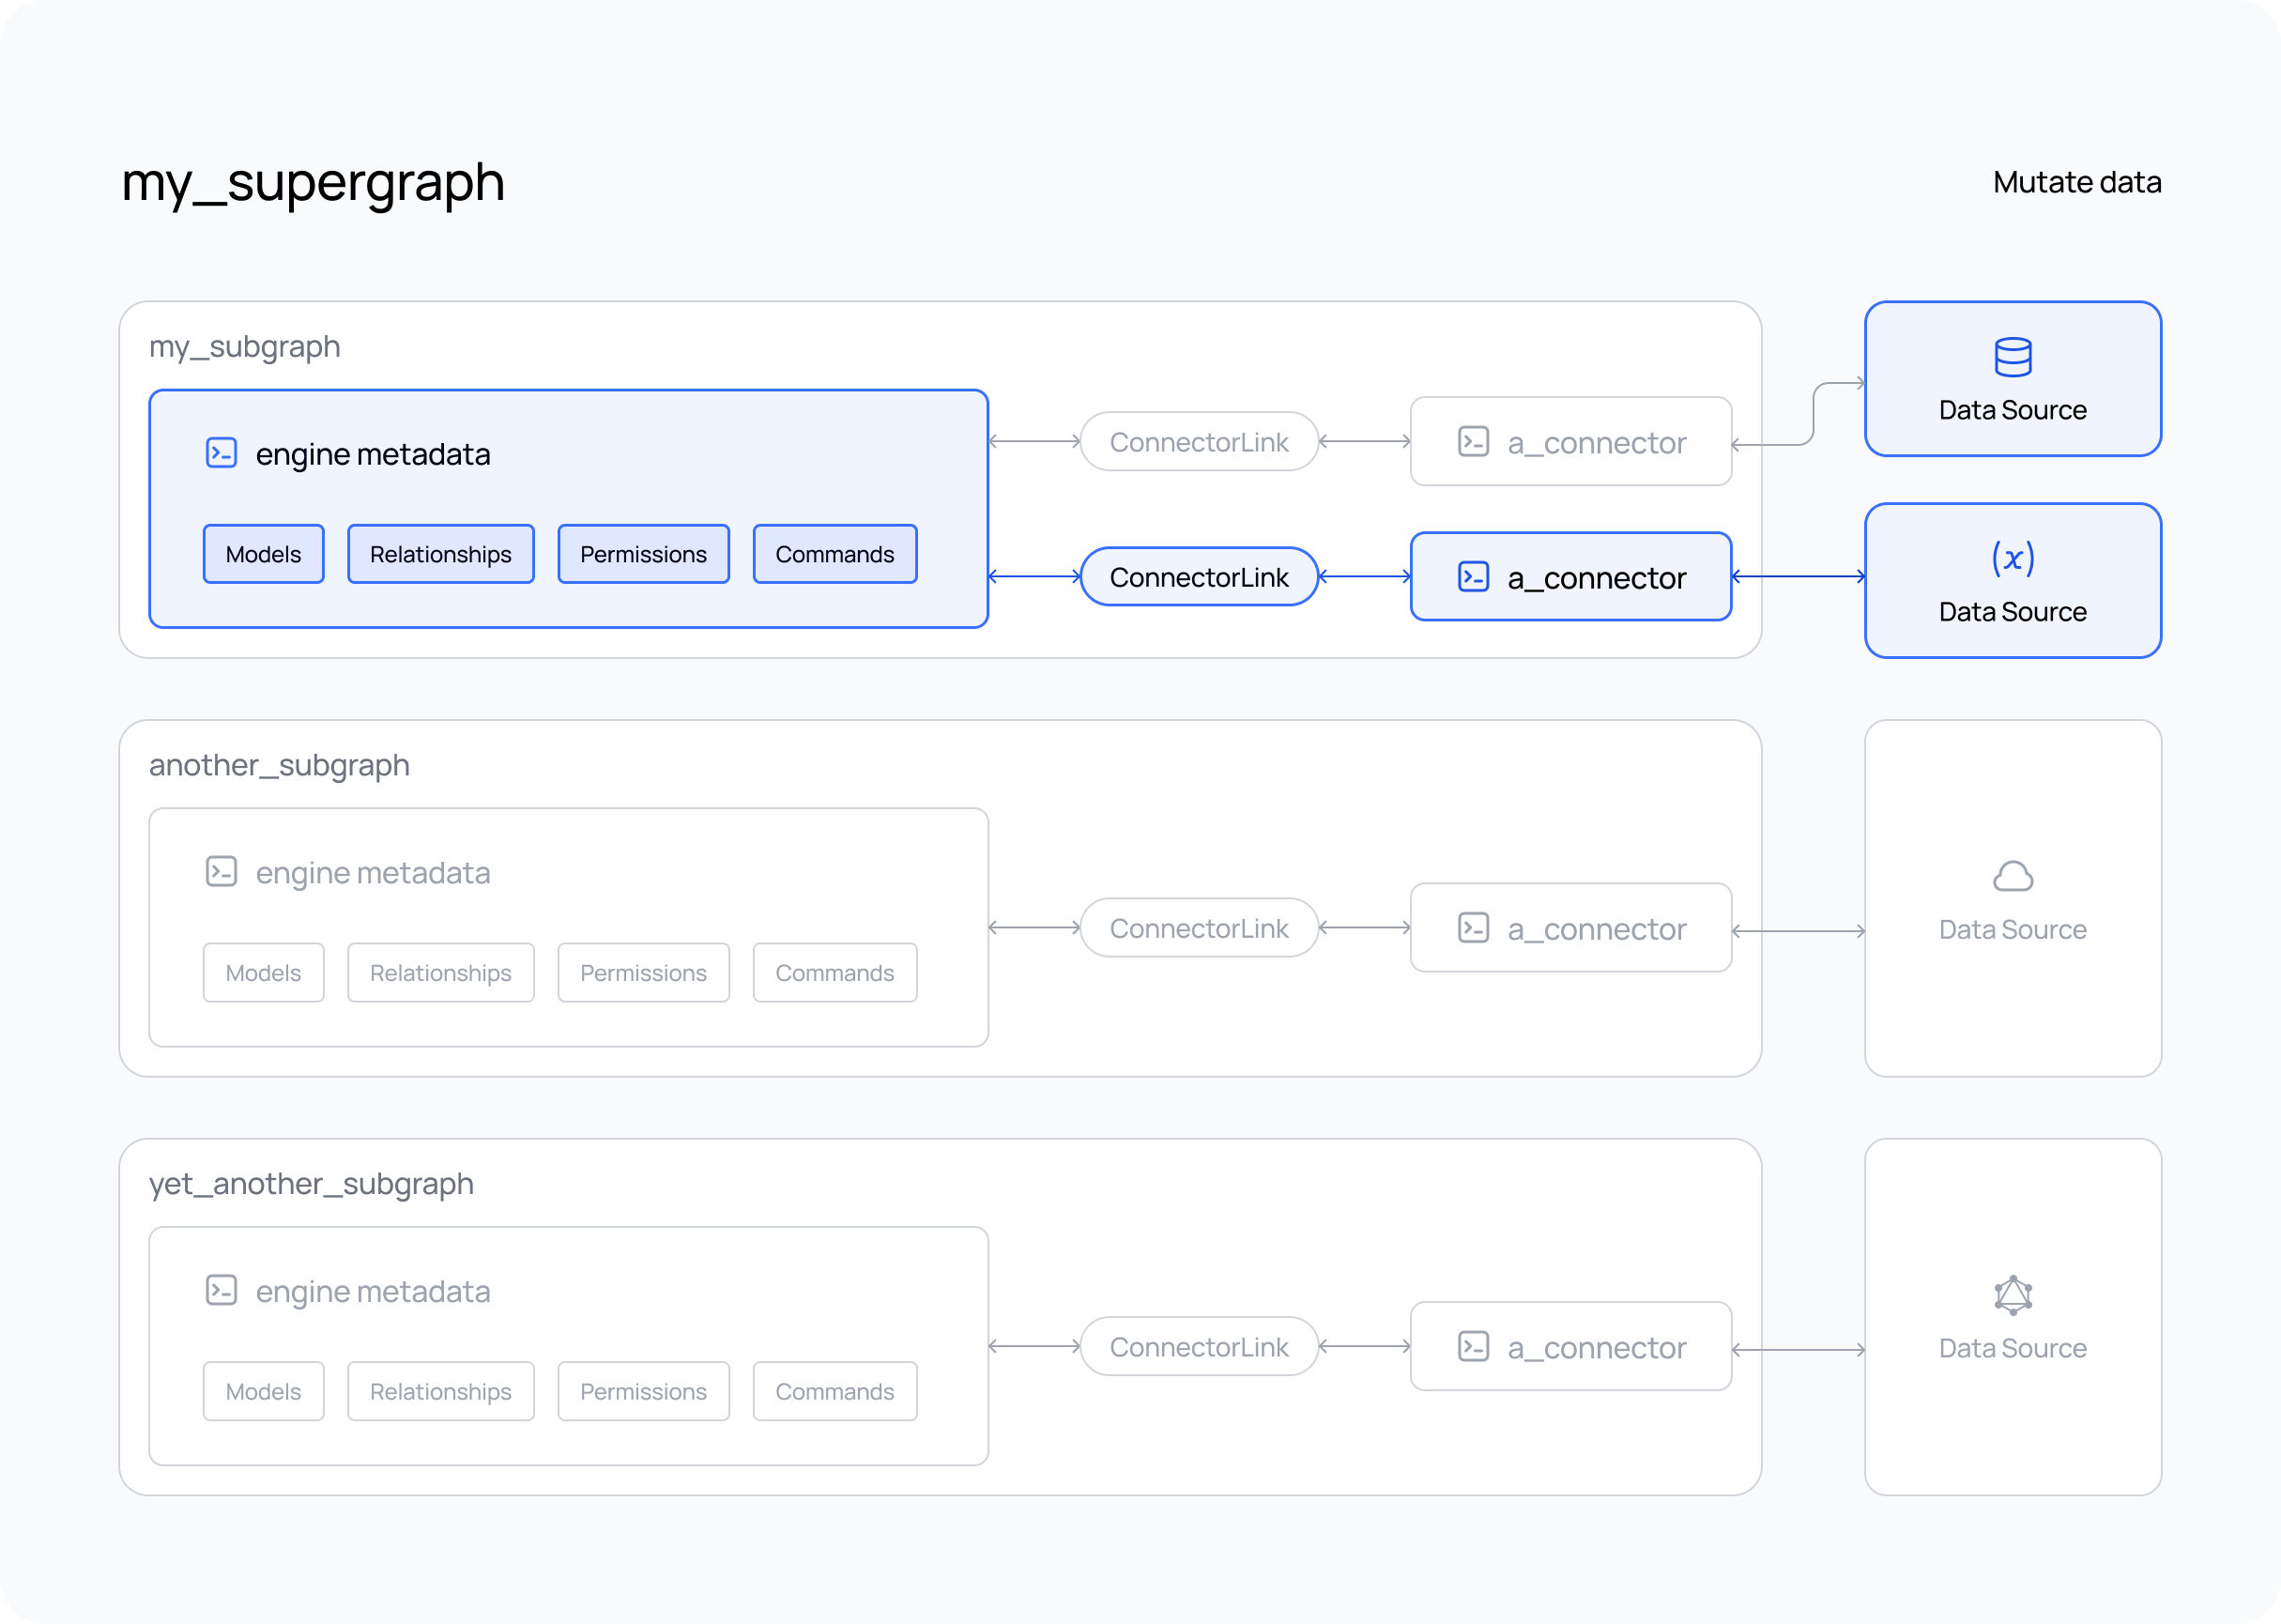 my_supergraph
Mutate data
my_subgraph
engine metadata
Models
Relationships
Permissions
Commands
ConnectorLink
a_connector
Data Source
ConnectorLink
a_connector
(x)
Data Source
another_subgraph
engine metadata
Models
Relationships
Permissions
Commands
ConnectorLink
a_connector
Data Source
yet_another_subgraph
engine metadata
Models
Relationships
Permissions
Commands
ConnectorLink
a_connector
Data Source